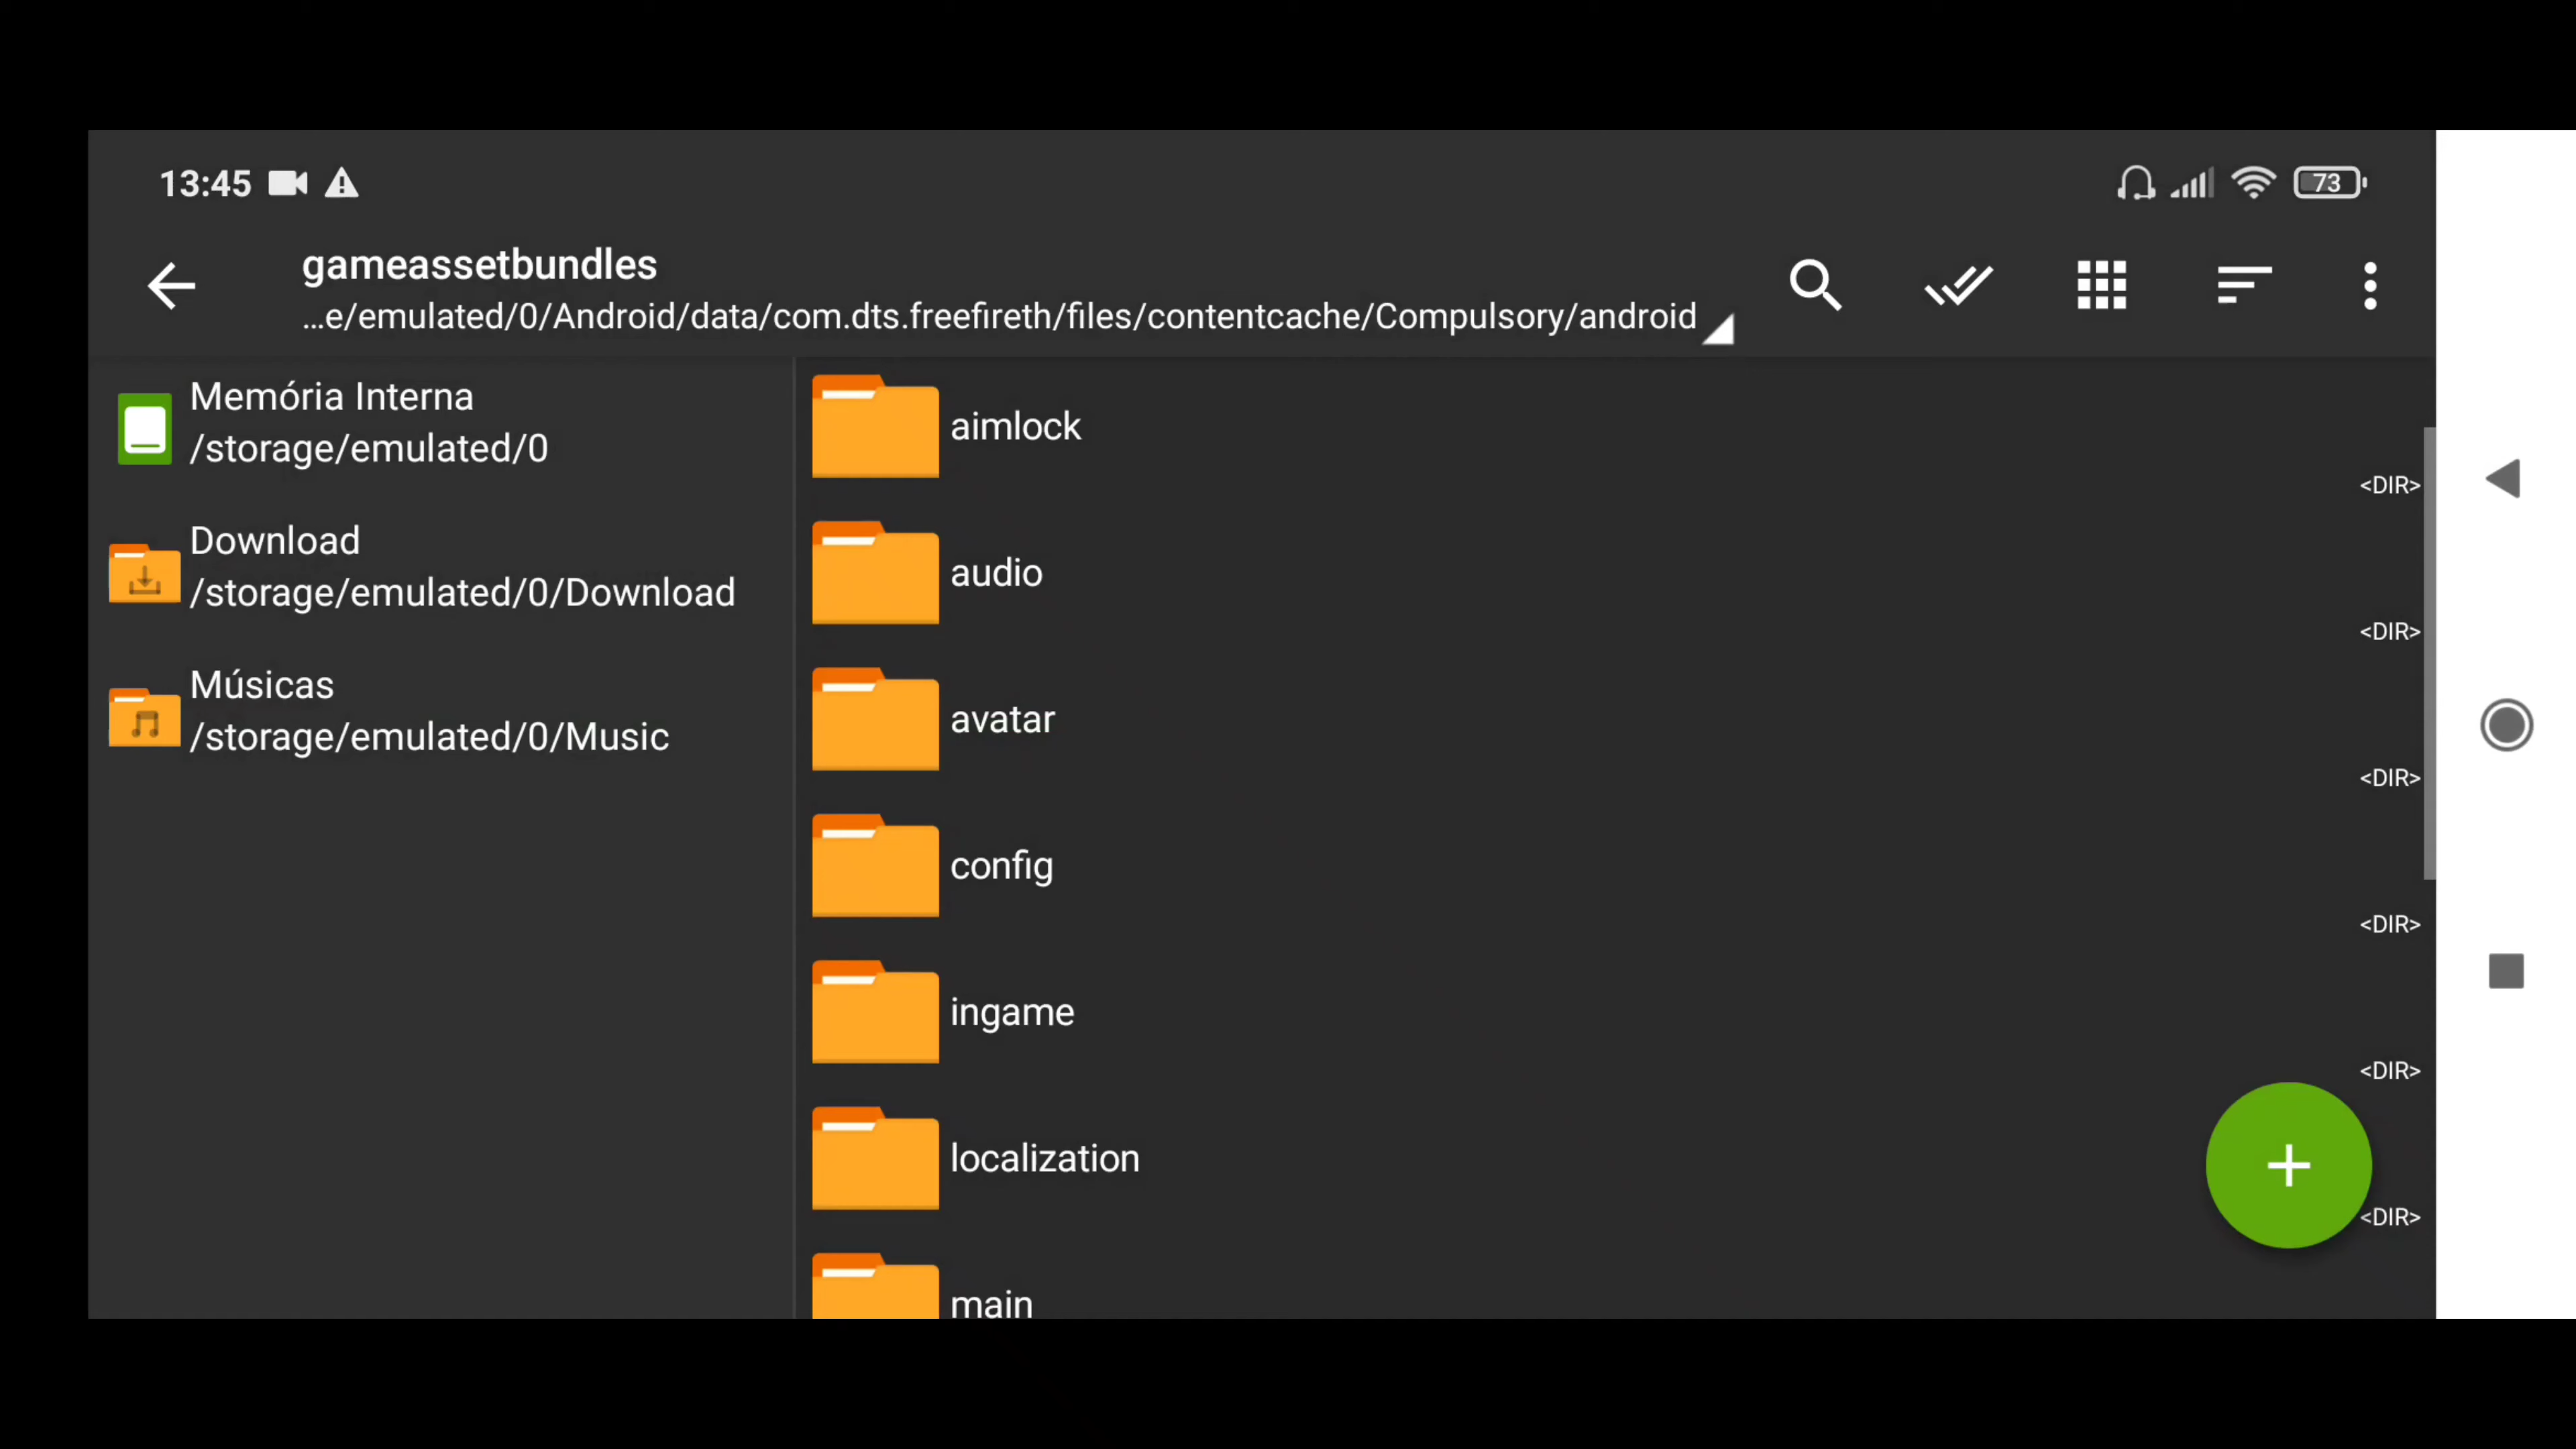 13:45
73
gameassetbundles
...e/emulated/0/Android/data/com.dts.freefireth/files/contentcache/Compulsory/android
Memória Interna
/storage/emulated/0
Download
/storage/emulated/0/Download
Músicas
/storage/emulated/0/Music
aimlock
<DIR>
audio
<DIR>
avatar
<DIR>
config
<DIR>
ingame
<DIR>
localization
<DIR>
main